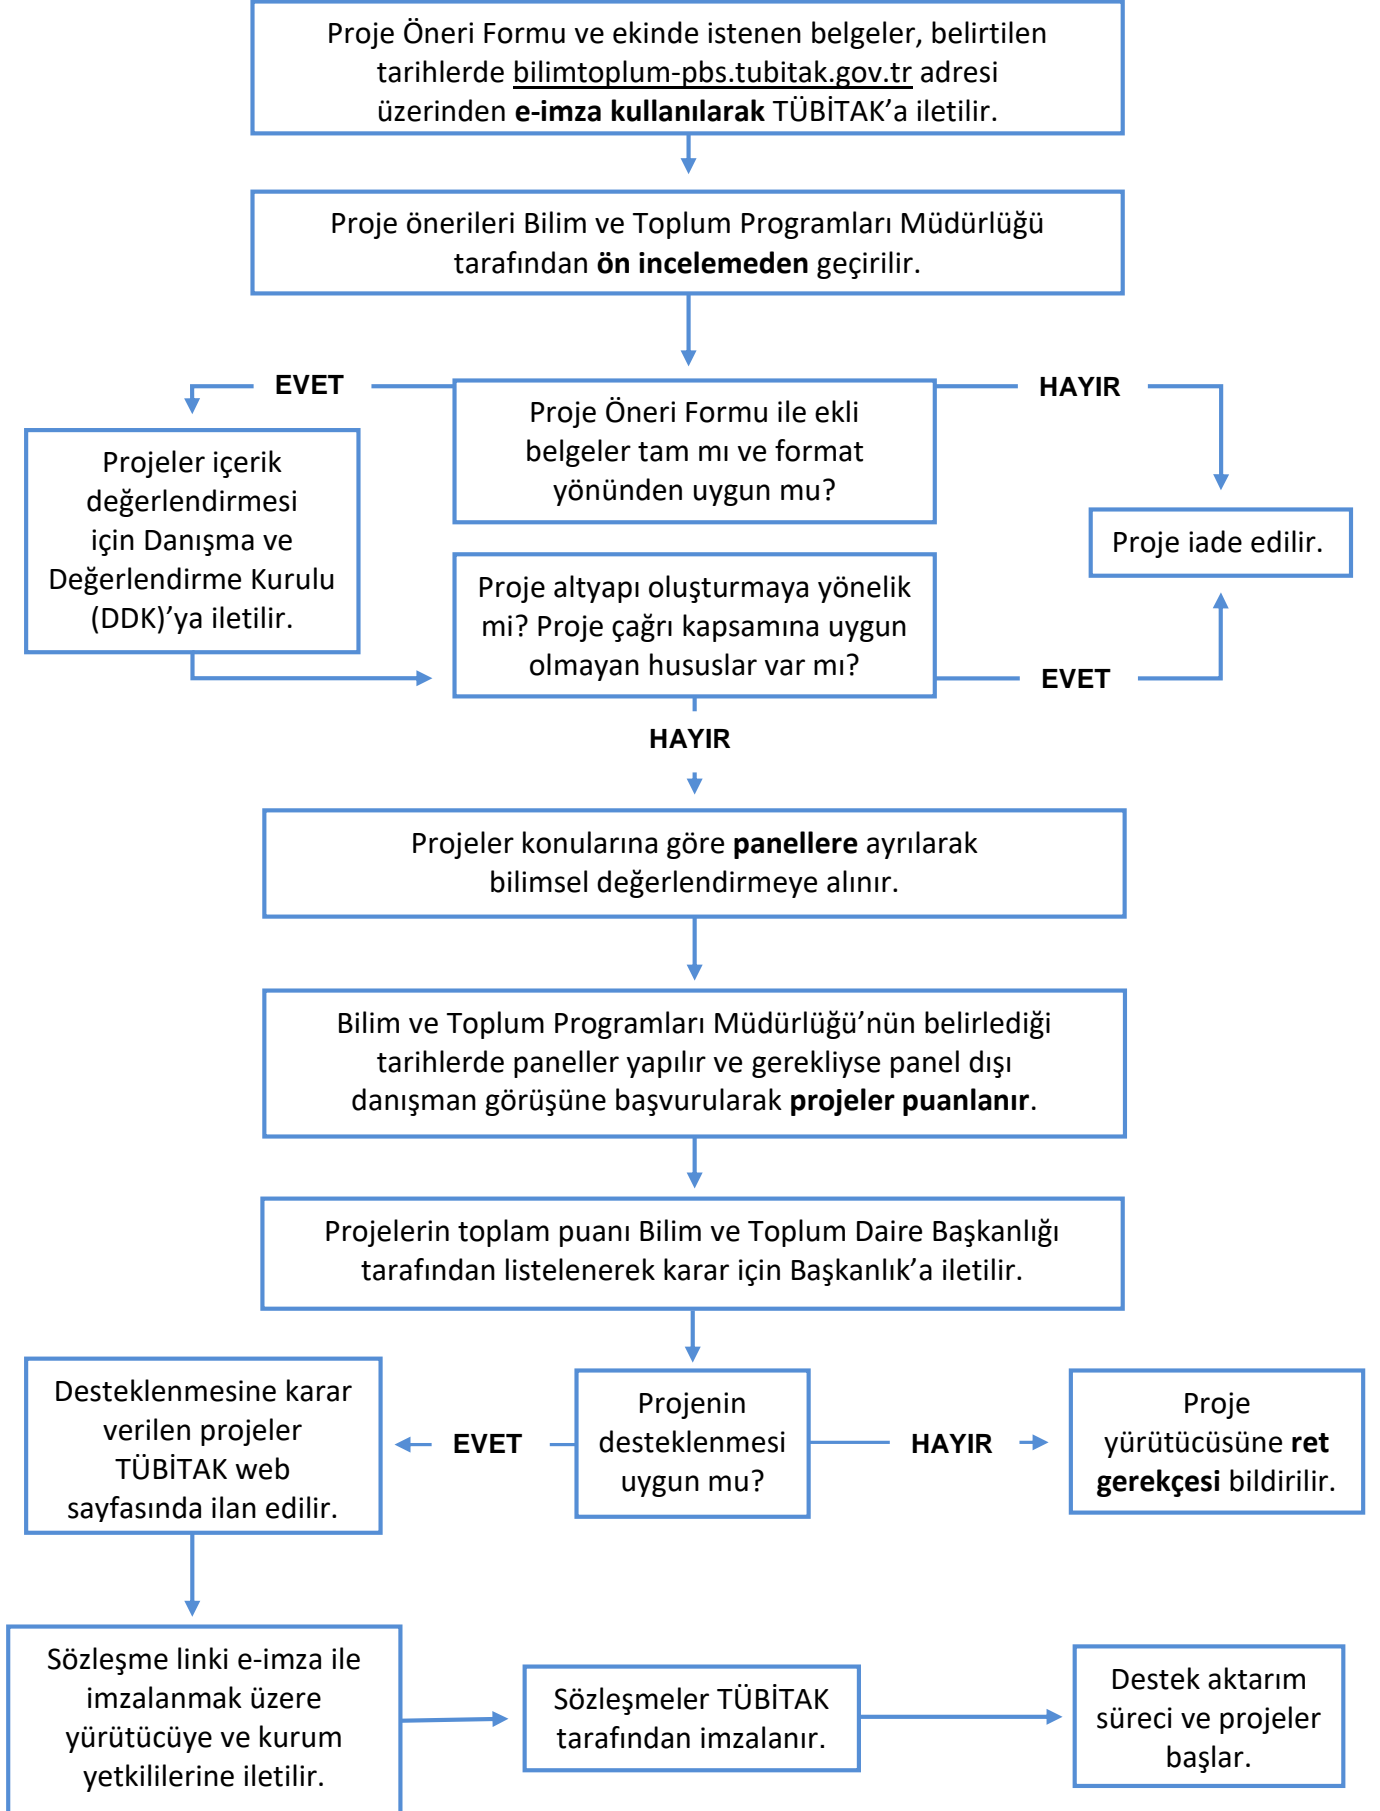 Proje Öneri Formu ve ekinde istenen belgeler, belirtilen
tarihlerde bilimtoplum-pbs.tubitak.gov.tr adresi
üzerinden e-imza kullanılarak TÜBİTAK’a iletilir.
Proje önerileri Bilim ve Toplum Programları Müdürlüğü
tarafından ön incelemeden geçirilir.
EVET
HAYIR
Proje Öneri Formu ile ekli
belgeler tam mı ve format
yönünden uygun mu?
Projeler içerik
değerlendirmesi
için Danışma ve
Değerlendirme Kurulu
(DDK)’ya iletilir.
Proje iade edilir.
Proje altyapı oluşturmaya yönelik
mi? Proje çağrı kapsamına uygun
olmayan hususlar var mı?
EVET
HAYIR
Projeler konularına göre panellere ayrılarak
bilimsel değerlendirmeye alınır.
Bilim ve Toplum Programları Müdürlüğü’nün belirlediği
tarihlerde paneller yapılır ve gerekliyse panel dışı
danışman görüşüne başvurularak projeler puanlanır.
Projelerin toplam puanı Bilim ve Toplum Daire Başkanlığı
tarafından listelenerek karar için Başkanlık’a iletilir.
Desteklenmesine karar
verilen projeler
TÜBİTAK web
sayfasında ilan edilir.
EVET
Projenin
desteklenmesi
uygun mu?
HAYIR
Proje
yürütücüsüne ret
gerekçesi bildirilir.
Sözleşme linki e-imza ile
imzalanmak üzere
yürütücüye ve kurum
yetkililerine iletilir.
Sözleşmeler TÜBİTAK
tarafından imzalanır.
Destek aktarım
süreci ve projeler
başlar.